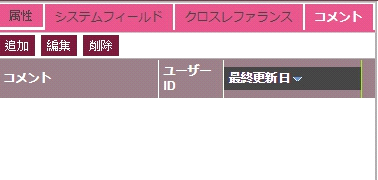 属性 システムフィールド クロスレファランス コメント
追加 編集 削除
コメント ユーザー ID 最終更新日